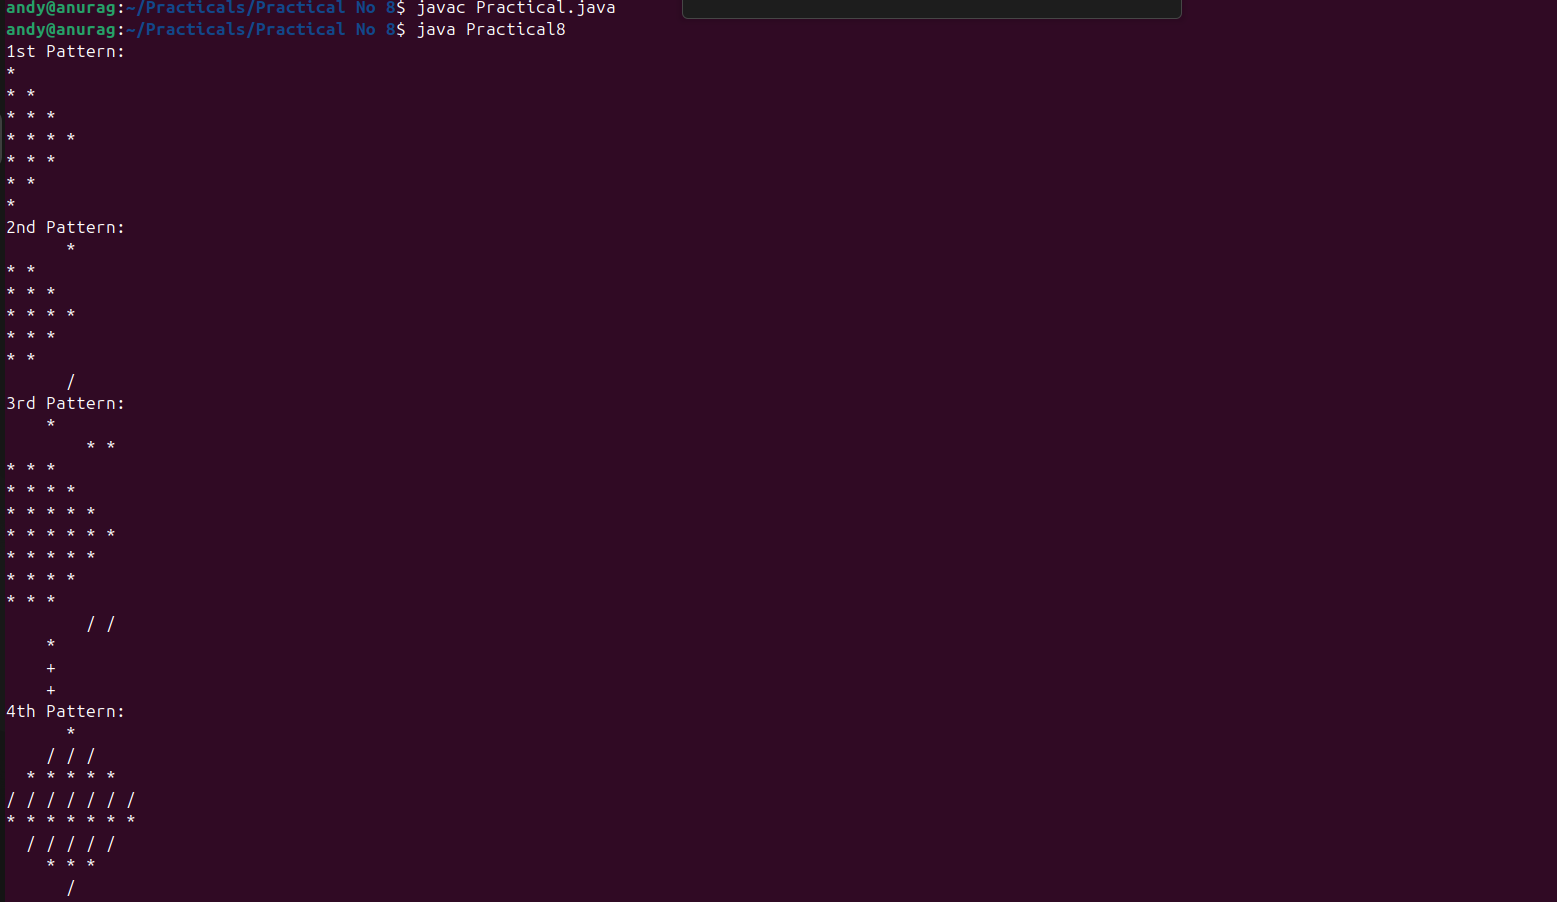 andy@anurag:~/Practicals/Practical No 8$ javac Practical.java
andy@anurag:~/Practicals/Practical No 8$ java Practical8
1st Pattern:
*
* *
* * *
* * * *
* * *
* *
*
2nd Pattern:
      *
* *
* * *
* * * *
* * *
* *
      /
3rd Pattern:
    *
        * *
* * *
* * * *
* * * * *
* * * * * *
* * * * *
* * * *
* * *
        / /
    *
    +
    +
4th Pattern:
      *
    / / /
  * * * * *
/ / / / / / /
* * * * * * *
  / / / / /
    * * *
      /